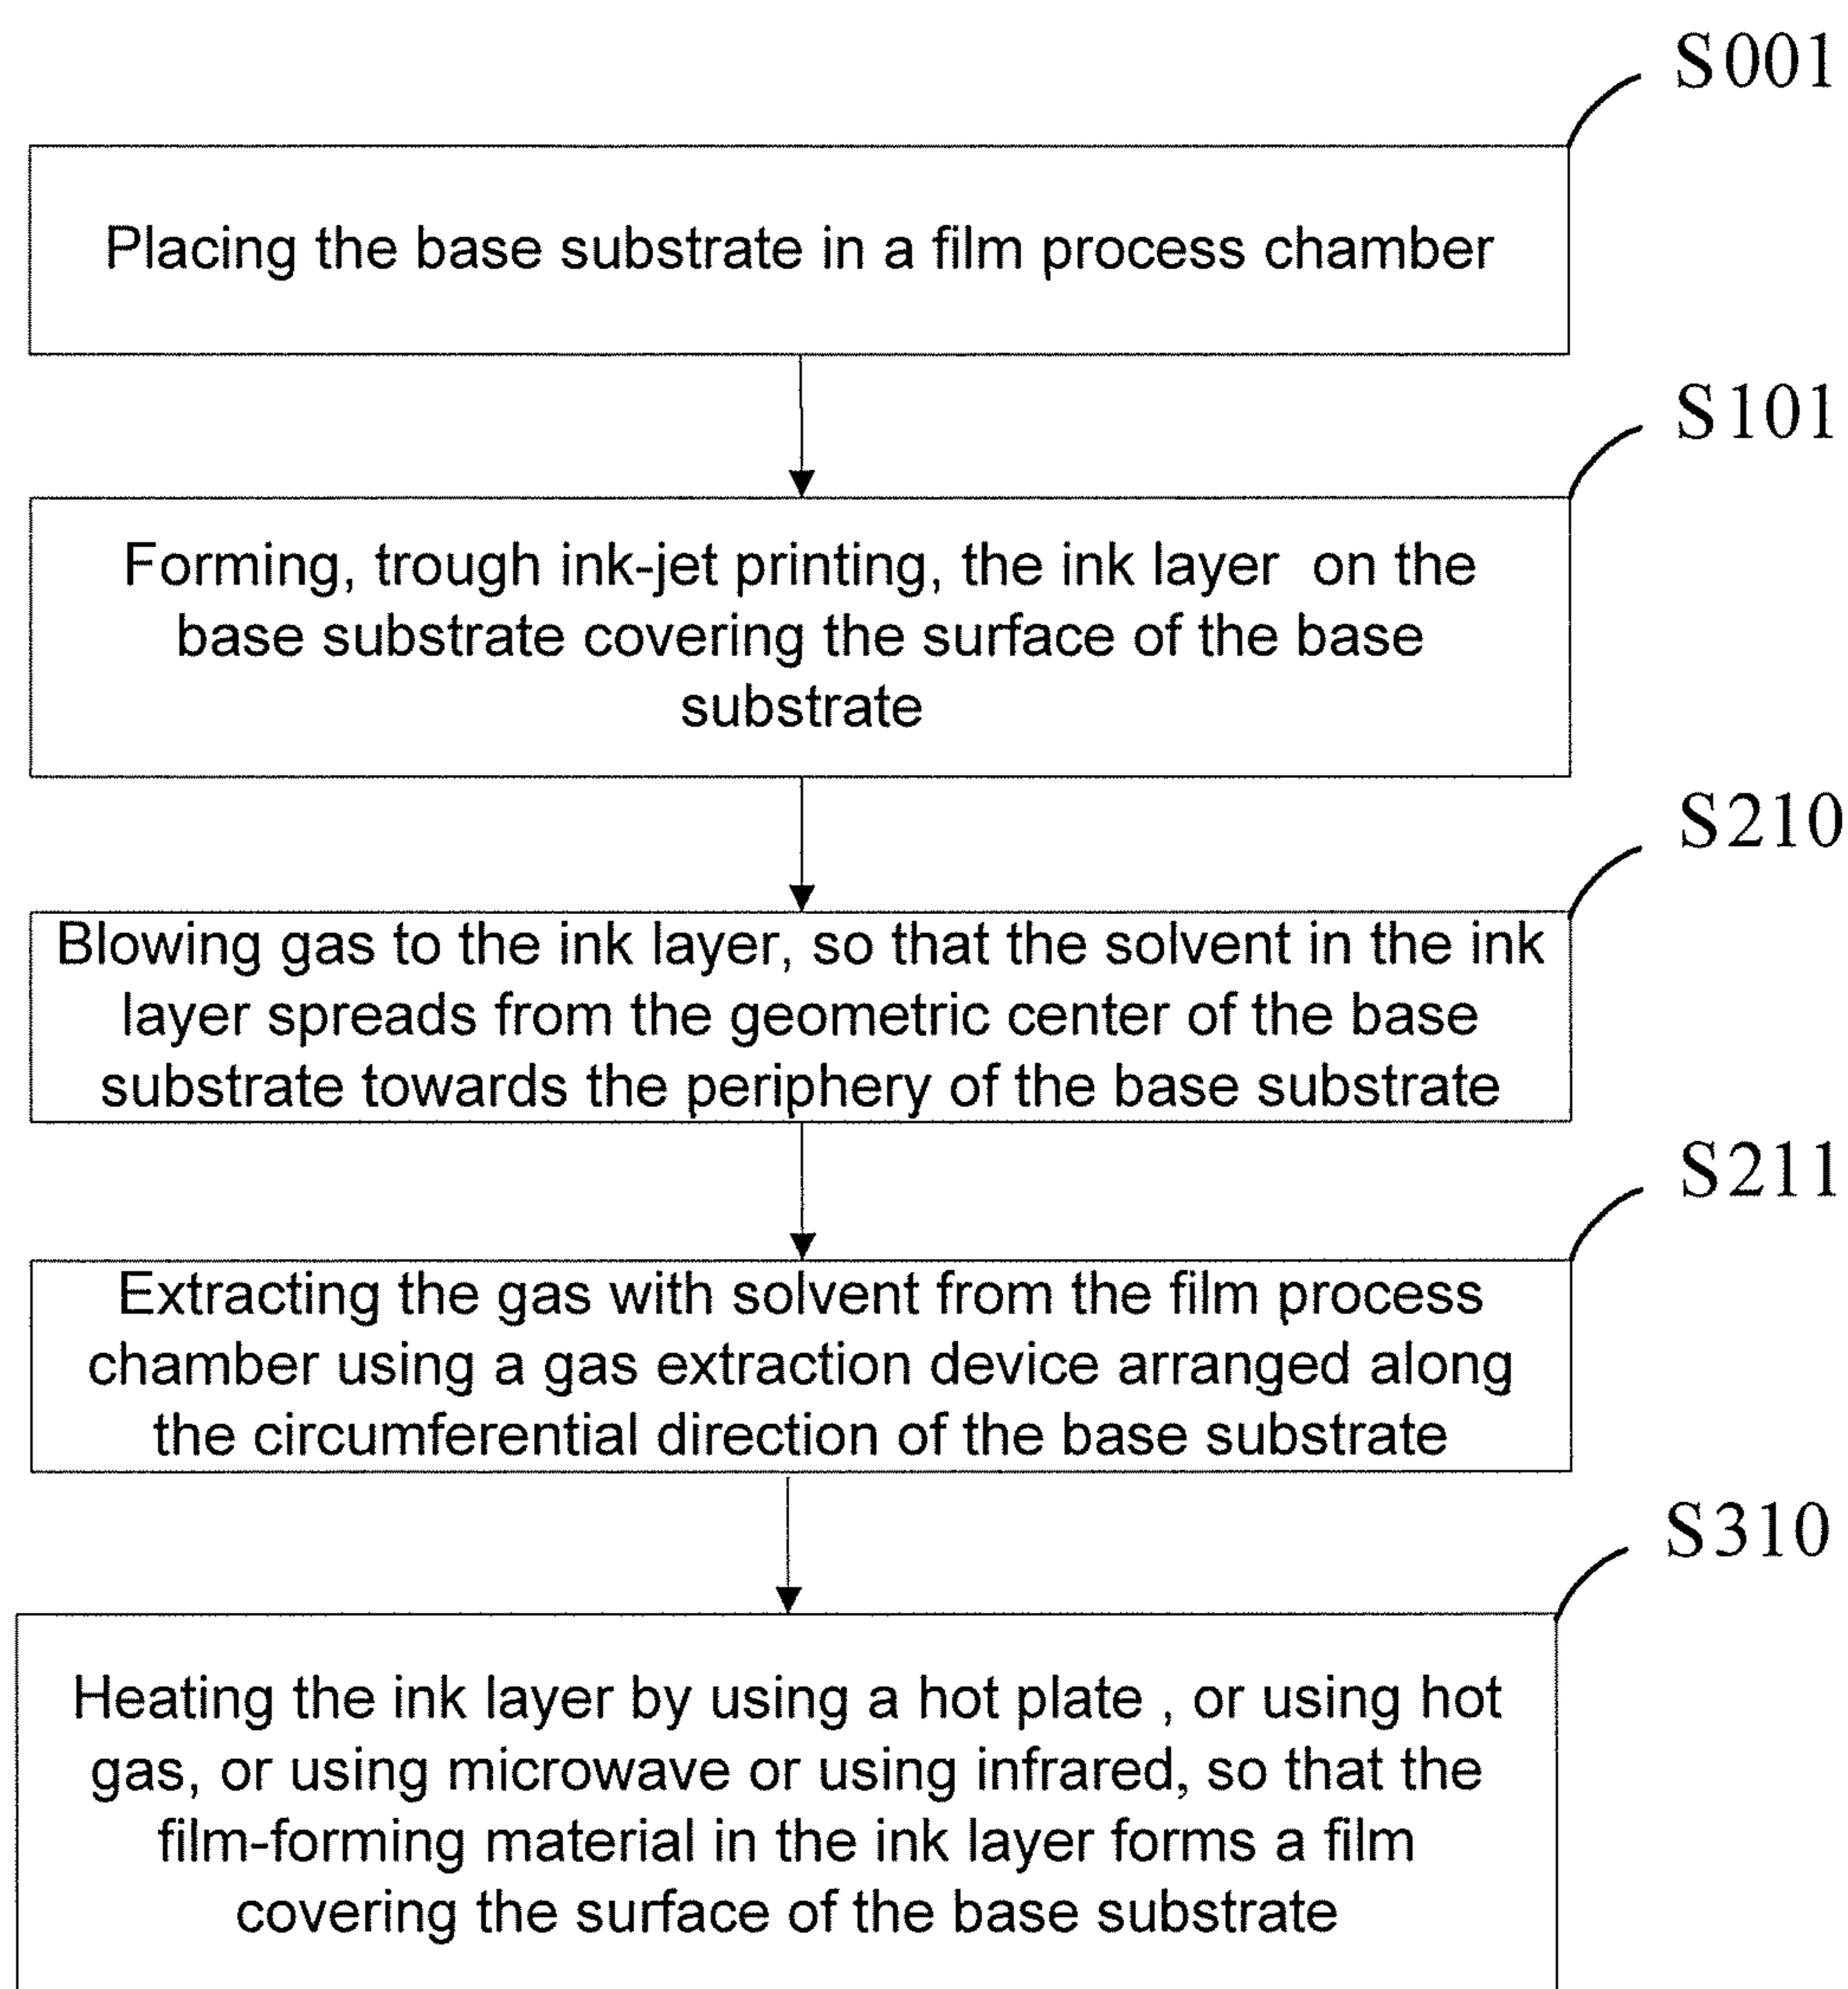 S001
Placing the base substrate in a film process chamber
S101
Forming, trough ink-jet printing, the ink layer on the
base substrate covering the surface of the base
substrate
S210
Blowing gas to the ink layer, so that the solvent in the ink
layer spreads from the geometric center of the base
substrate towards the periphery of the base substrate
S211
Extracting the gas with solvent from the film process
chamber using a gas extraction device arranged along
the circumferential direction of the base substrate
S310
Heating the ink layer by using a hot plate , or using hot
gas, or using microwave or using infrared, so that the
film-forming material in the ink layer forms a film
covering the surface of the base substrate